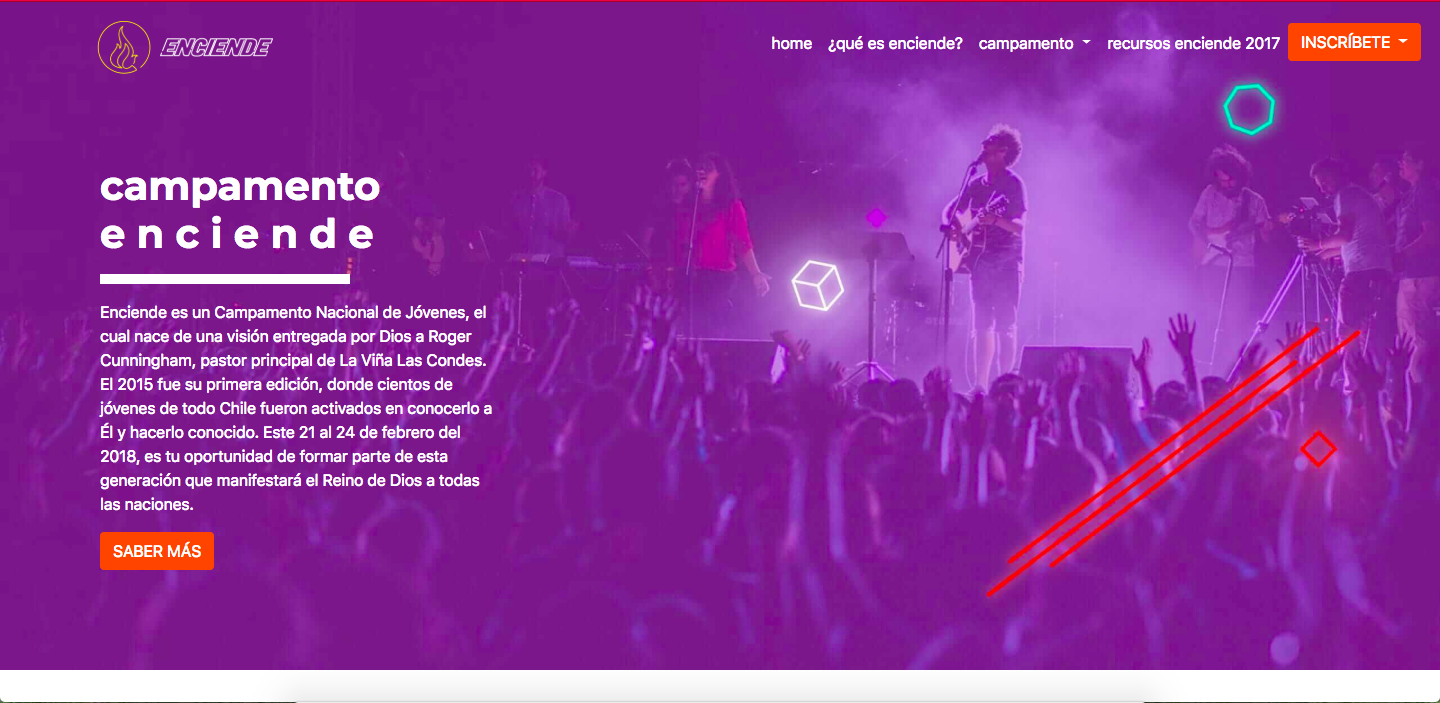 ENCIENDE
home ¿qué es enciende? campamento recursos enciende 2017 INSCRÍBETE
campamento
enciende
Enciende es un Campamento Nacional de Jóvenes, el
cual nace de una visión entregada por Dios a Roger
Cunningham, pastor principal de La Viña Las Condes.
El 2015 fue su primera edición, donde cientos de
jóvenes de todo Chile fueron activados en conocerlo a
Él y hacerlo conocido. Este 21 al 24 de febrero del
2018, es tu oportunidad de formar parte de esta
generación que manifestará el Reino de Dios a todas
las naciones.
SABER MÁS